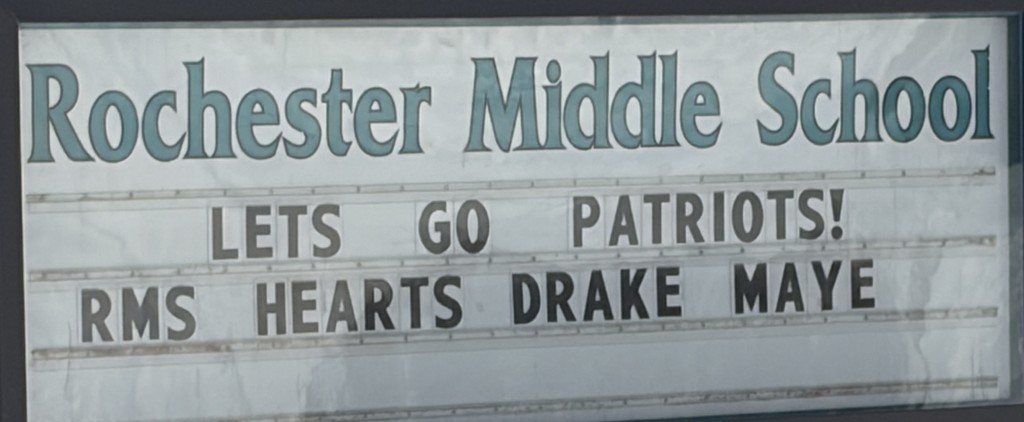 Rochester Middle School
LETS GO PATRIOTS!
RMS HEARTS DRAKE MAYE